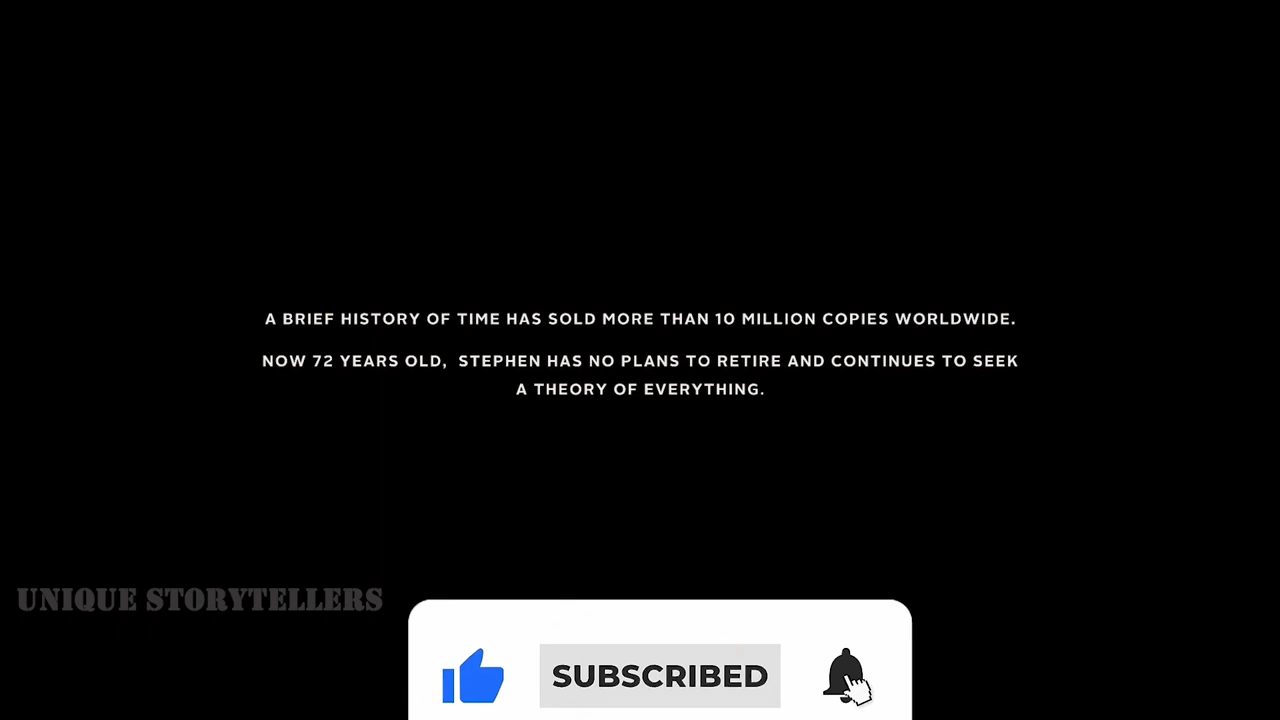 A BRIEF HISTORY OF TIME HAS SOLD MORE THAN 10 MILLION COPIES WORLDWIDE.
NOW 72 YEARS OLD, STEPHEN HAS NO PLANS TO RETIRE AND CONTINUES TO SEEK
A THEORY OF EVERYTHING.
UNIQUE STORYTELLERS
SUBSCRIBED